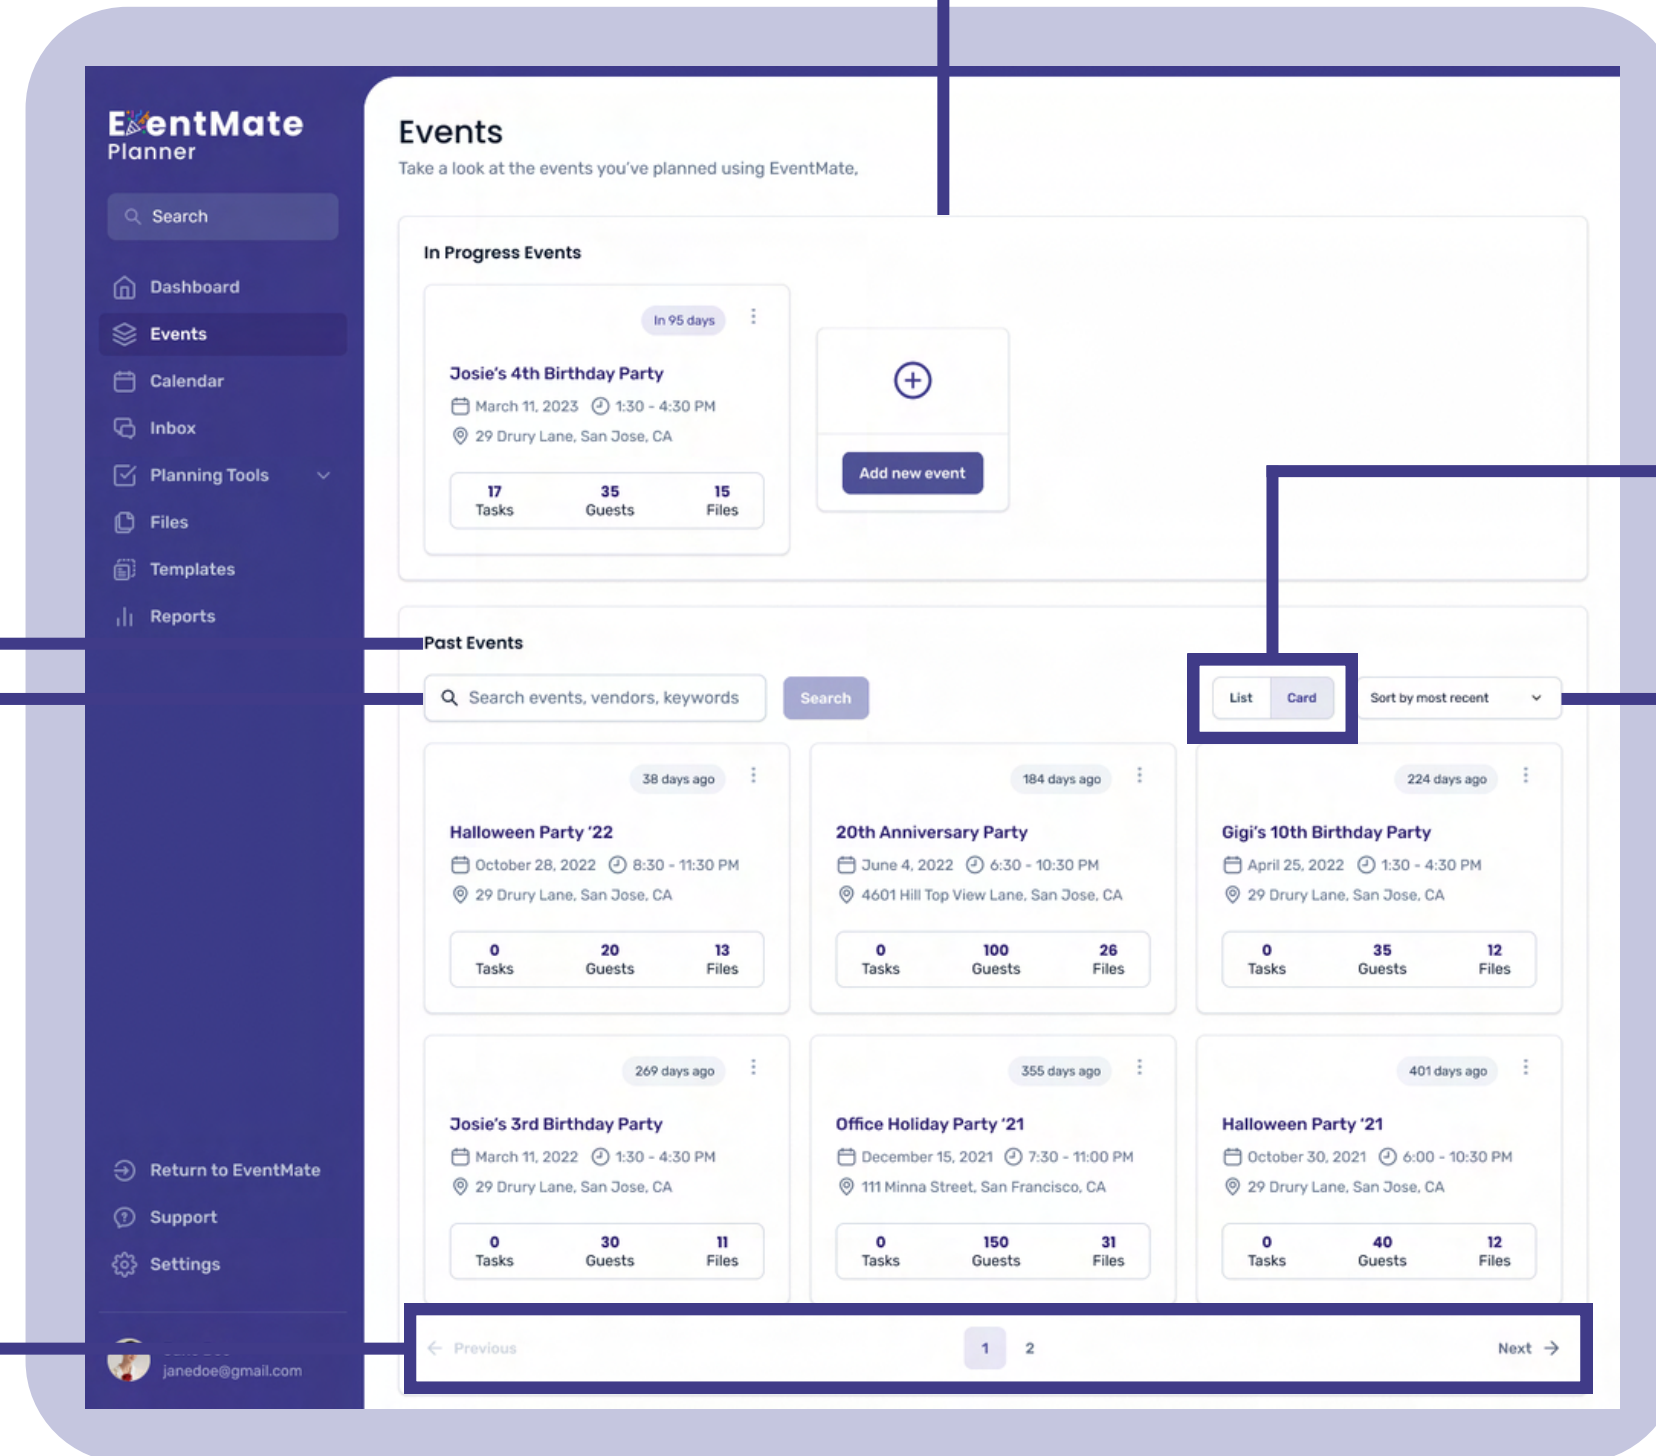 EventMate
Planner
Search
Dashboard
Events
Calendar
Inbox
Planning Tools
Files
Templates
Reports
Return to EventMate
Support
Settings
janedoe@gmail.com
Events
Take a look at the events you've planned using EventMate,
In Progress Events
In 95 days
Josie's 4th Birthday Party
March 11, 2023 1:30 - 4:30 PM
29 Drury Lane, San Jose, CA
17 35 15
Tasks Guests Files
Add new event
Past Events
Search events, vendors, keywords
Search
List Card
Sort by most recent
38 days ago
Halloween Party '22
October 28, 2022 8:30 - 11:30 PM
29 Drury Lane, San Jose, CA
0 20 13
Tasks Guests Files
184 days ago
20th Anniversary Party
June 4, 2022 6:30 - 10:30 PM
4601 Hill Top View Lane, San Jose, CA
0 100 26
Tasks Guests Files
224 days ago
Gigi's 10th Birthday Party
April 25, 2022 1:30 - 4:30 PM
29 Drury Lane, San Jose, CA
0 35 12
Tasks Guests Files
269 days ago
Josie's 3rd Birthday Party
March 11, 2022 1:30 - 4:30 PM
29 Drury Lane, San Jose, CA
0 30 11
Tasks Guests Files
355 days ago
Office Holiday Party '21
December 15, 2021 7:30 - 11:00 PM
111 Minna Street, San Francisco, CA
0 150 31
Tasks Guests Files
401 days ago
Halloween Party '21
October 30, 2021 6:00 - 10:30 PM
29 Drury Lane, San Jose, CA
0 40 12
Tasks Guests Files
Previous 1 2 Next